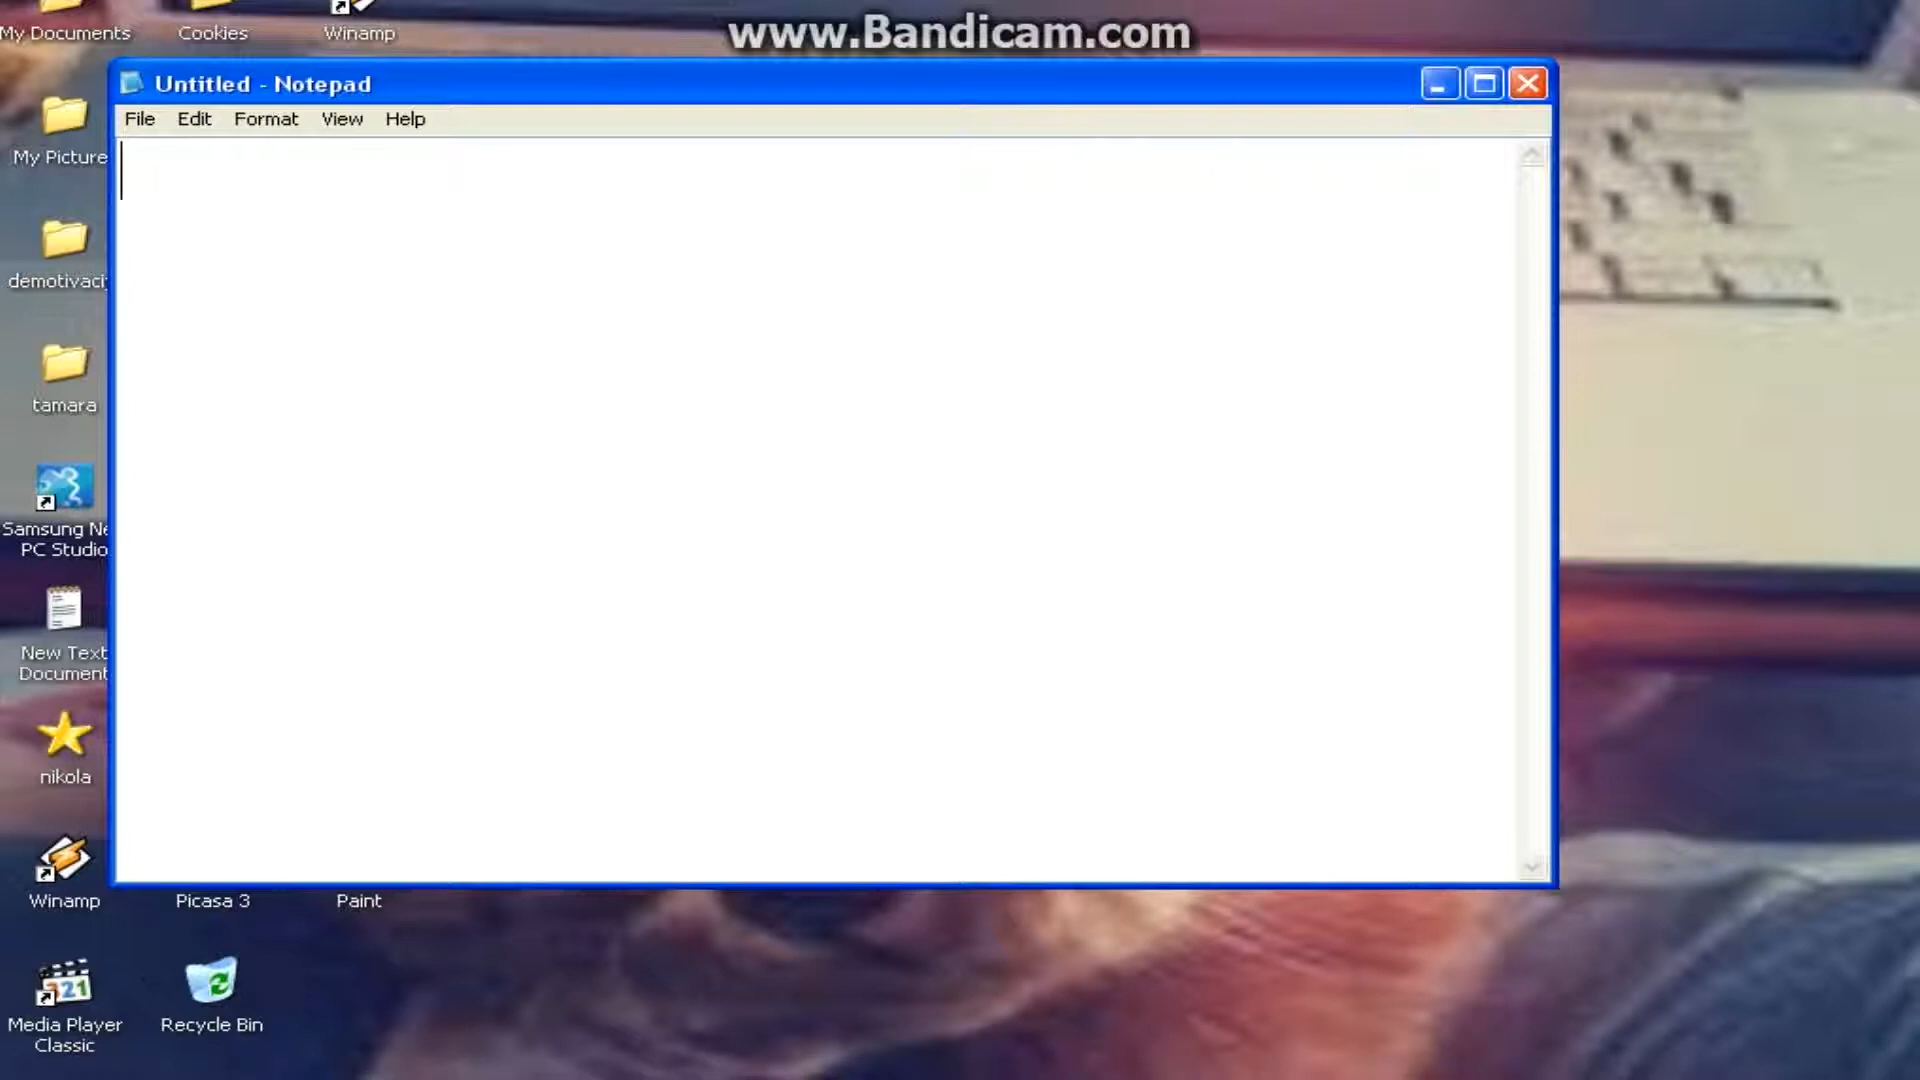 www.Bandicam.com
My Documents
Cookies
Winamp
Untitled - Notepad
File Edit Format View Help
My Picture
demotivacij
tamara
Samsung Ne
PC Studio
New Text
Document
nikola
Winamp
Picasa 3
Paint
Media Player
Classic
Recycle Bin